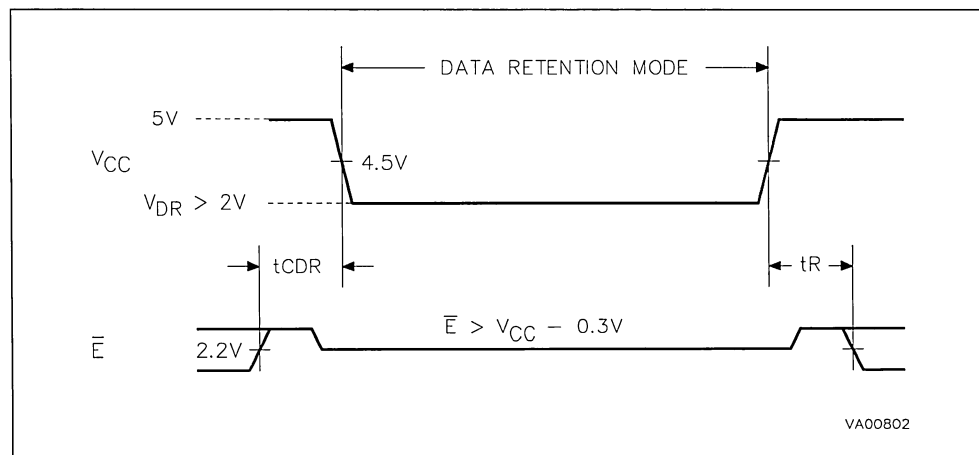 DATA RETENTION MODE
5V
VCC
4.5V
VDR > 2V
tCDR
tR
E̅ > VCC – 0.3V
E̅
2.2V
VA00802